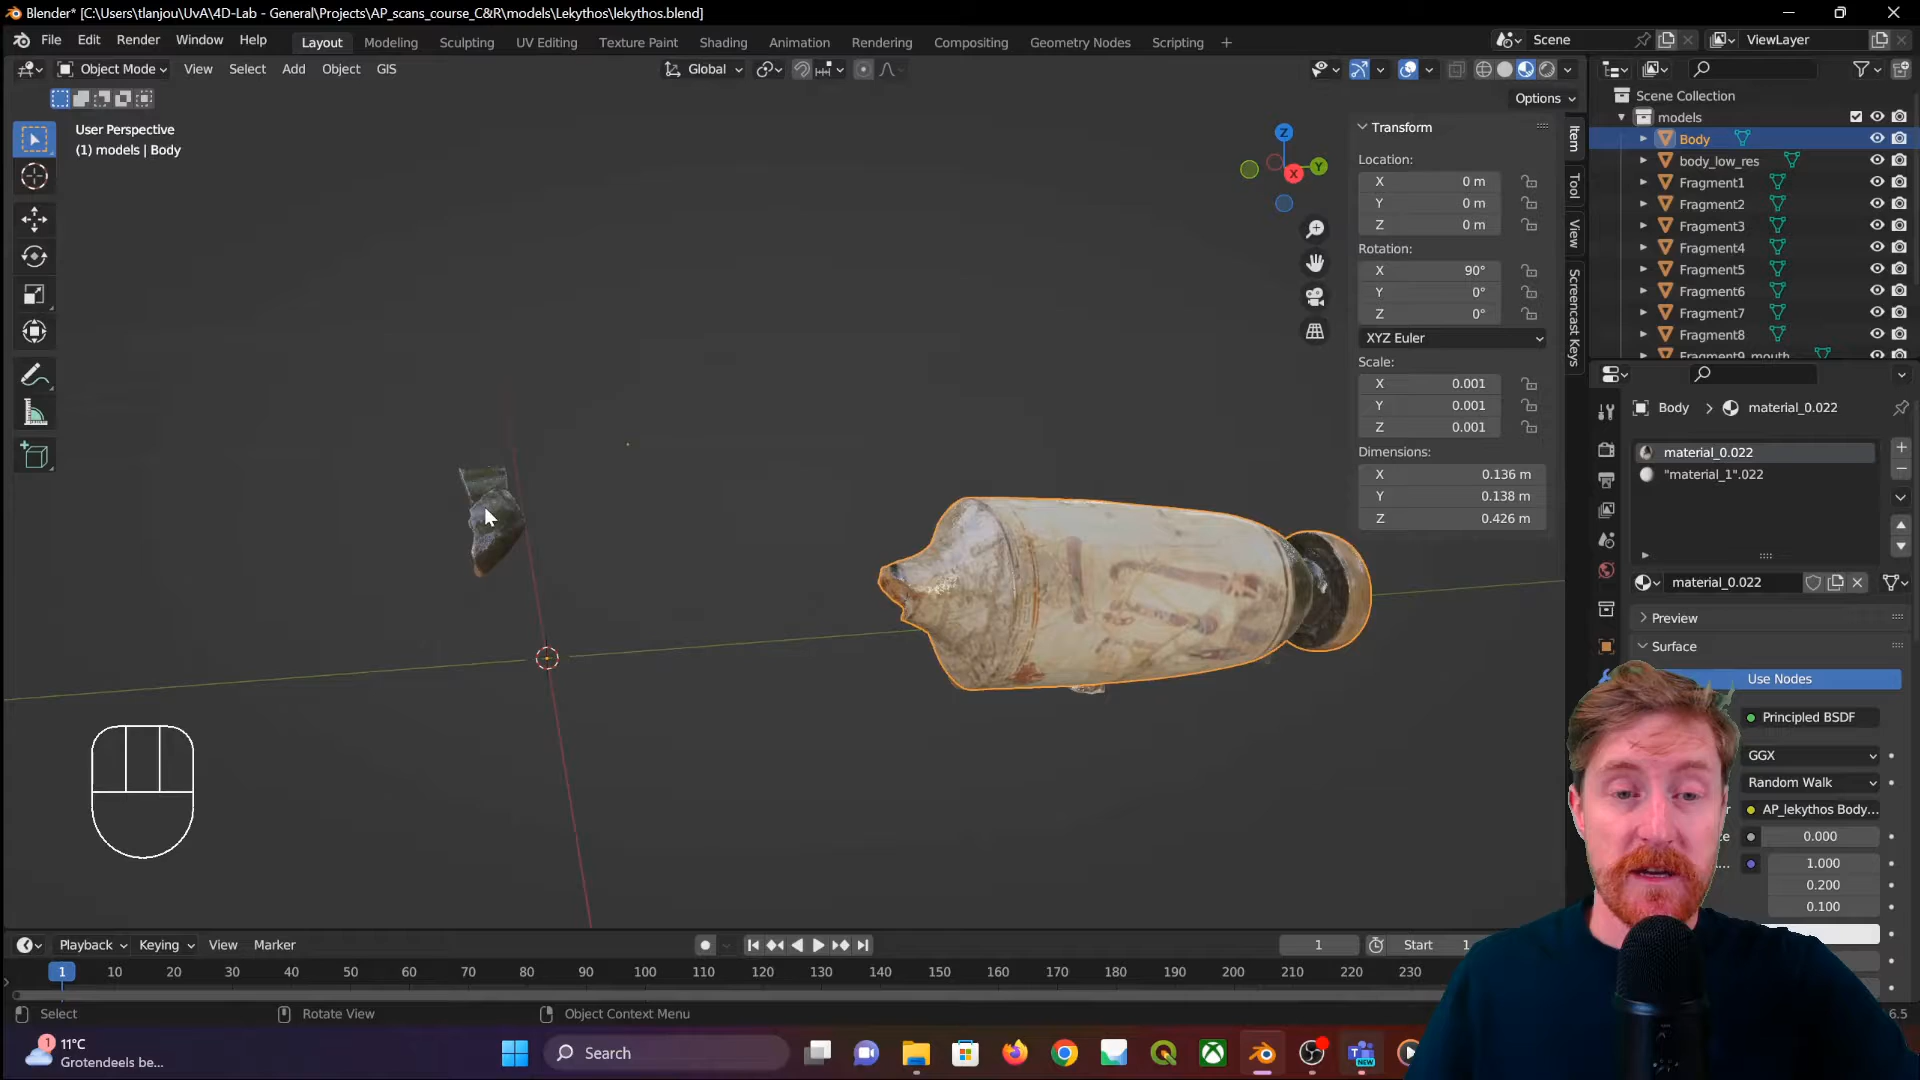 Blender* [C:\Users\tlanjou\UvA\4D-Lab - General\Projects\AP_scans_course_C&R\models\Lekythos\lekythos.blend]
File Edit Render Window Help Layout Modeling Sculpting UV Editing Texture Paint Shading Animation Rendering Compositing Geometry Nodes Scripting + Scene ViewLayer
Object Mode View Select Add Object GIS Global
Options
User Perspective
(1) models | Body
Z
Y
X
Transform
Location:
X 0 m
Y 0 m
Z 0 m
Rotation:
X 90°
Y 0°
Z 0°
XYZ Euler
Scale:
X 0.001
Y 0.001
Z 0.001
Dimensions:
X 0.136 m
Y 0.138 m
Z 0.426 m
Item
Tool
View
Screencast Keys
Scene Collection
models
Body
body_low_res
Fragment1
Fragment2
Fragment3
Fragment4
Fragment5
Fragment6
Fragment7
Fragment8
Fragment9_mouth
Body > material_0.022
material_0.022
"material_1".022
material_0.022
Preview
Surface
Use Nodes
Principled BSDF
GGX
Random Walk
AP_lekythos Body...
0.000
1.000
0.200
0.100
Playback Keying View Marker 1 Start 1
1 10 20 30 40 50 60 70 80 90 100 110 120 130 140 150 160 170 180 190 200 210 220 230
Select Rotate View Object Context Menu 6.5
1 11°C
Grotendeels be...
Search
NEW